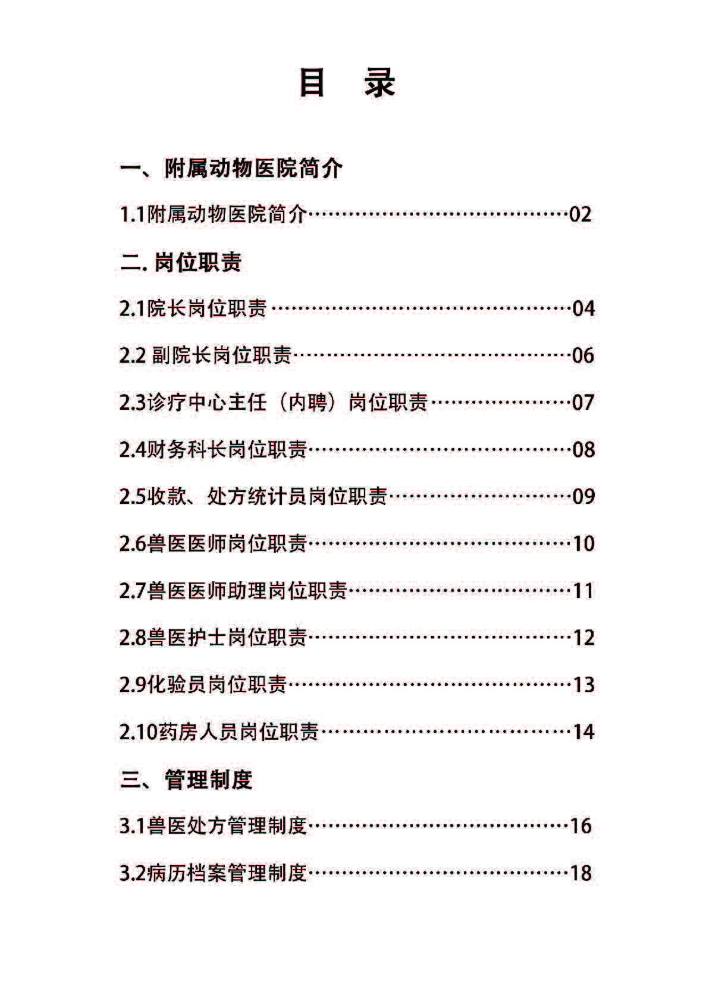 目 录
一、附属动物医院简介
1.1附属动物医院简介……………………………………02
二. 岗位职责
2.1院长岗位职责 …………………………………………04
2.2 副院长岗位职责………………………………………06
2.3诊疗中心主任（内聘）岗位职责…………………07
2.4财务科长岗位职责……………………………………08
2.5收款、处方统计员岗位职责…………………………09
2.6兽医医师岗位职责……………………………………10
2.7兽医医师助理岗位职责………………………………11
2.8兽医护士岗位职责……………………………………12
2.9化验员岗位职责………………………………………13
2.10药房人员岗位职责…………………………………14
三、管理制度
3.1兽医处方管理制度……………………………………16
3.2病历档案管理制度……………………………………18